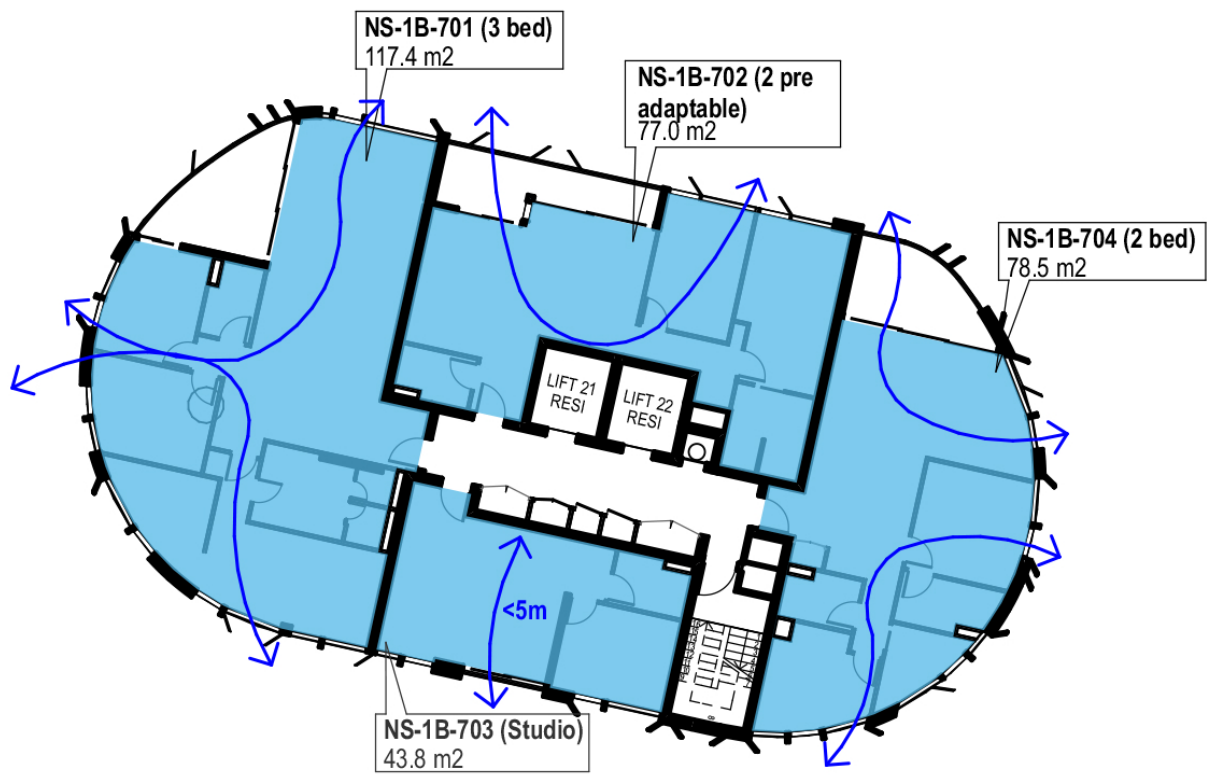 NS-1B-701 (3 bed)
117.4 m2
NS-1B-702 (2 pre
adaptable)
77.0 m2
NS-1B-704 (2 bed)
78.5 m2
LIFT 21
RESI
LIFT 22
RESI
<5m
NS-1B-703 (Studio)
43.8 m2